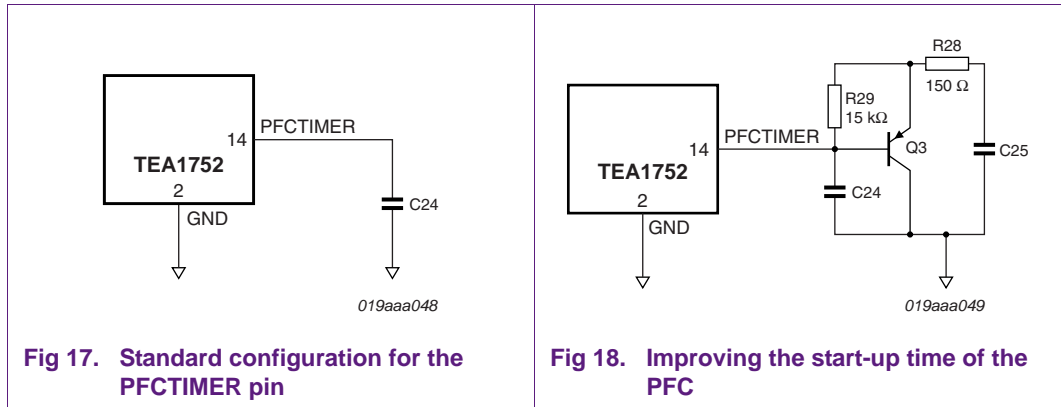 14
PFCTIMER
TEA1752
2
GND
C24
019aaa048
Fig 17. Standard configuration for the
PFCTIMER pin
R28
150 Ω
R29
15 kΩ
14
PFCTIMER
Q3
C25
TEA1752
C24
2
GND
019aaa049
Fig 18. Improving the start-up time of the
PFC